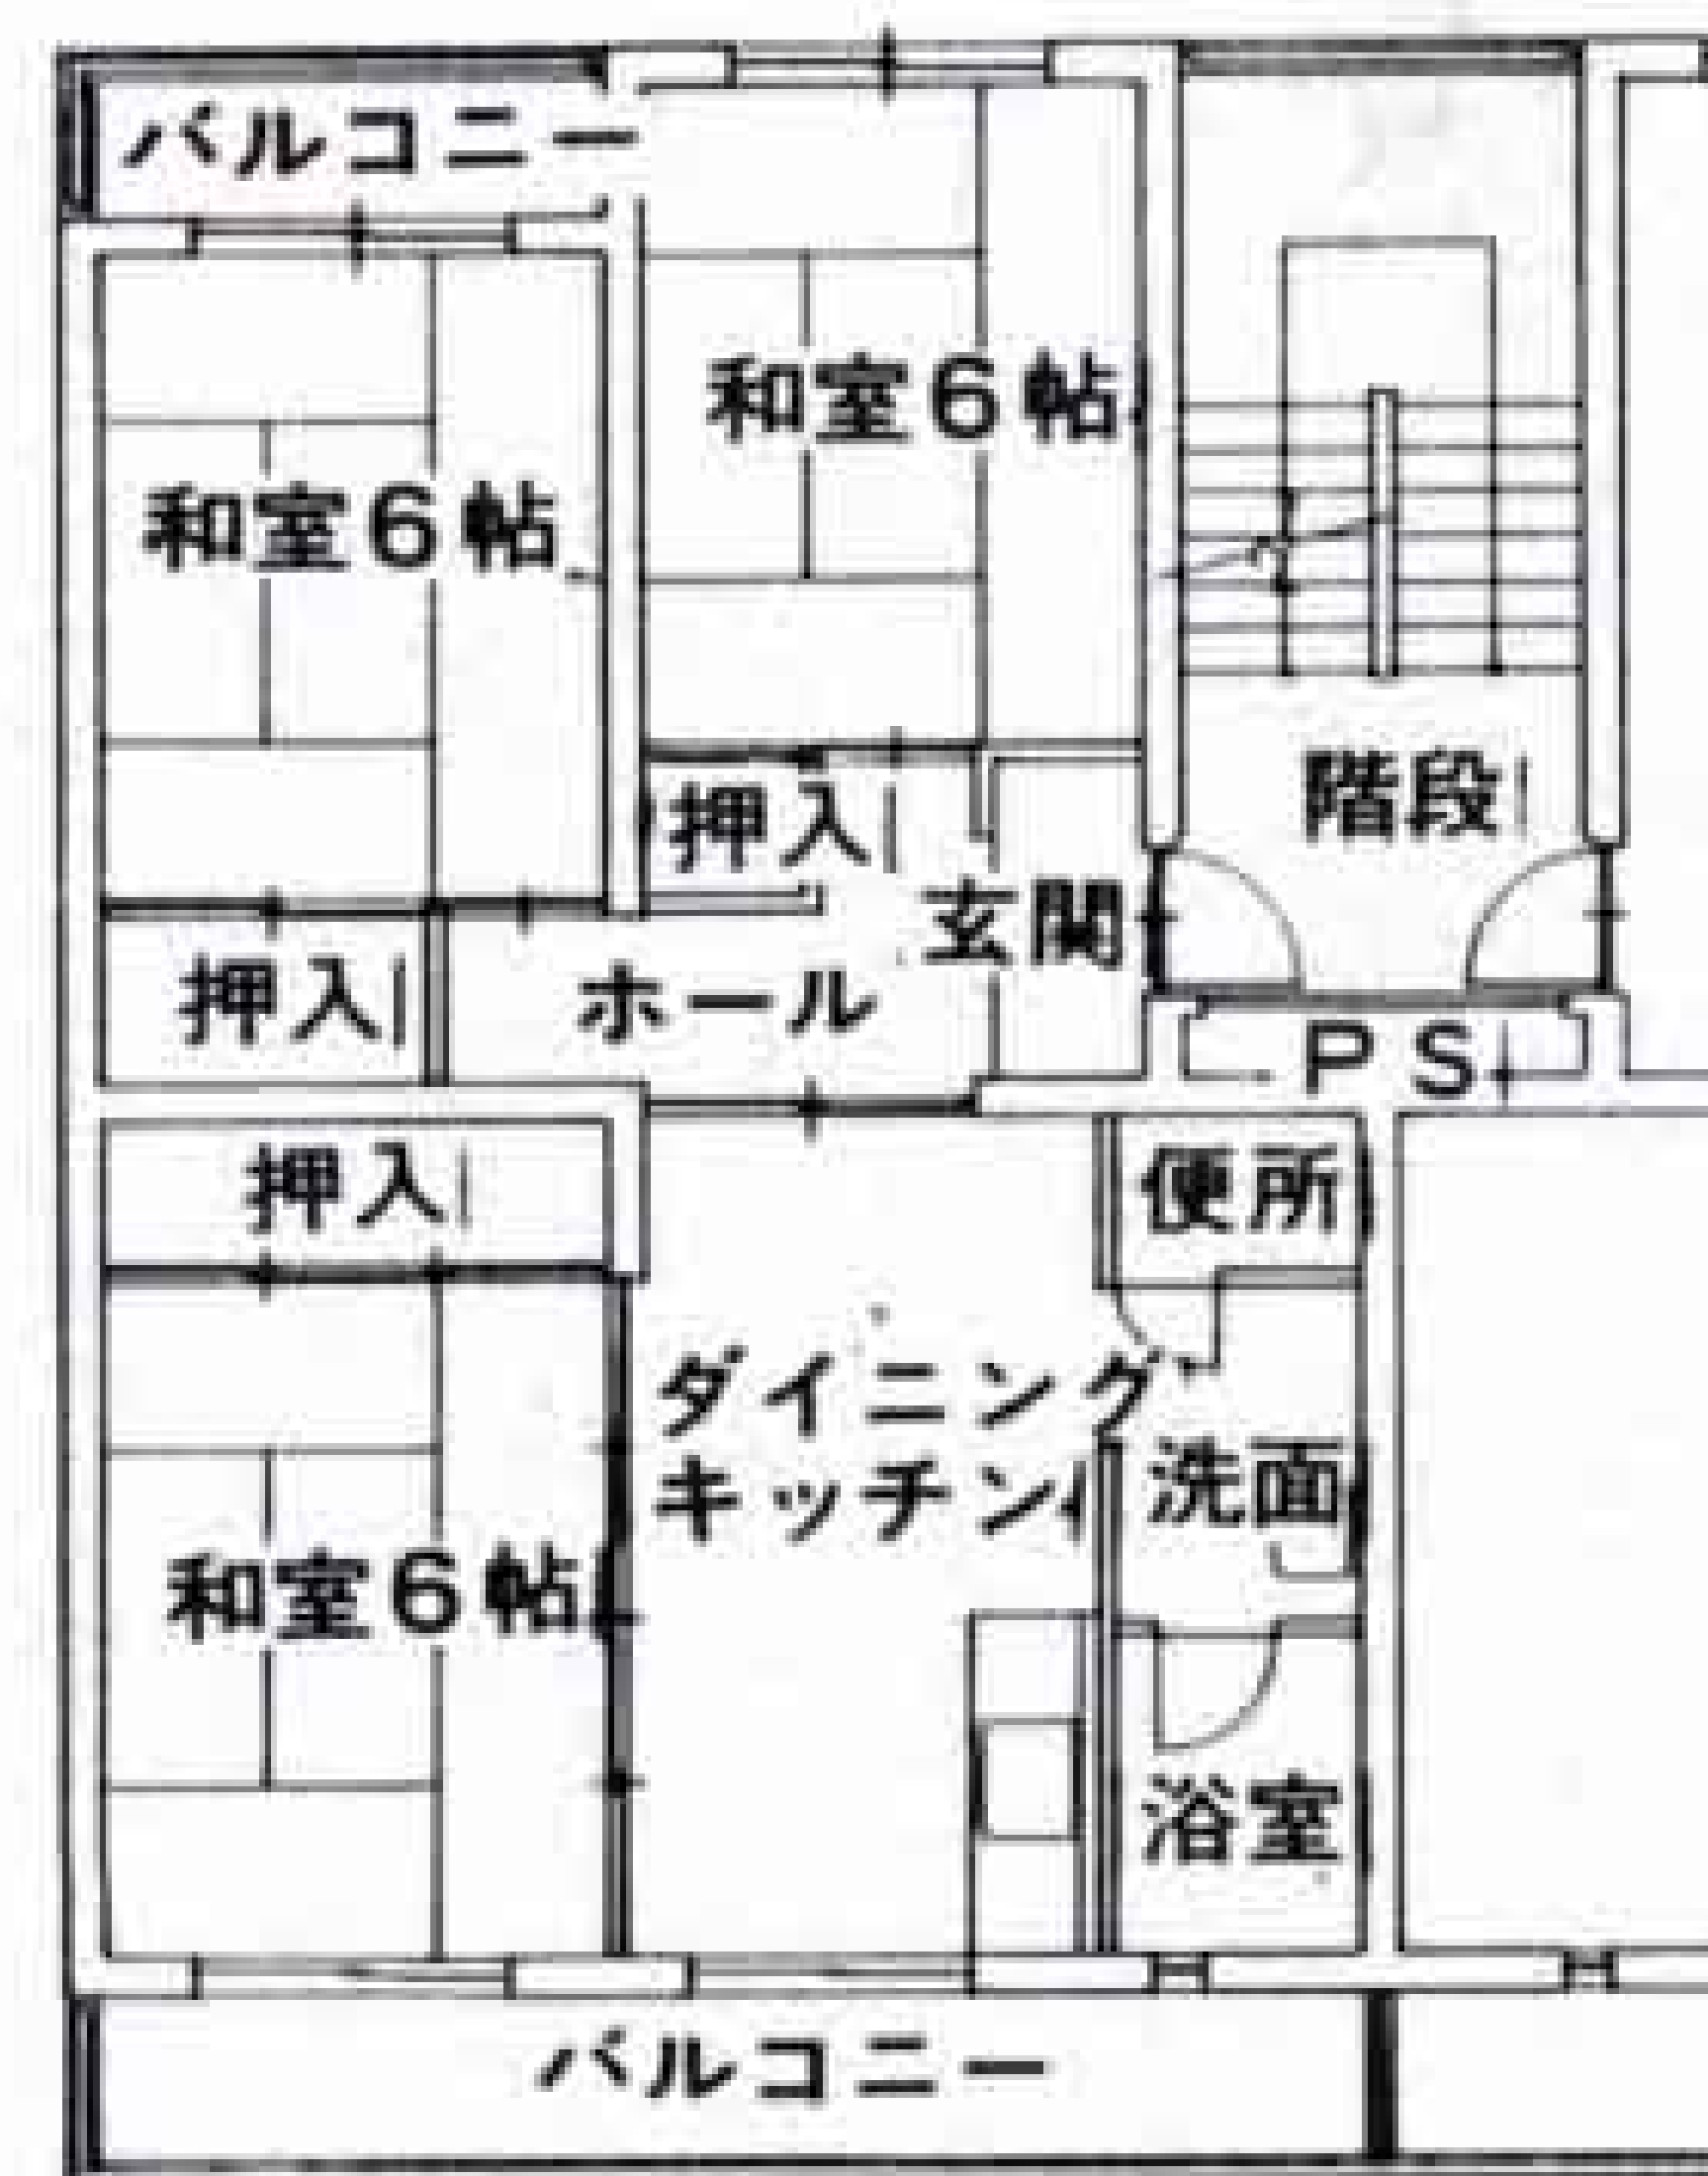 バルコニー
和室6帖
和室6帖
押入
階段
玄関
押入
ホール
PS
押入
便所
ダイニング
キッチン
洗面
和室6帖
浴室
バルコニー